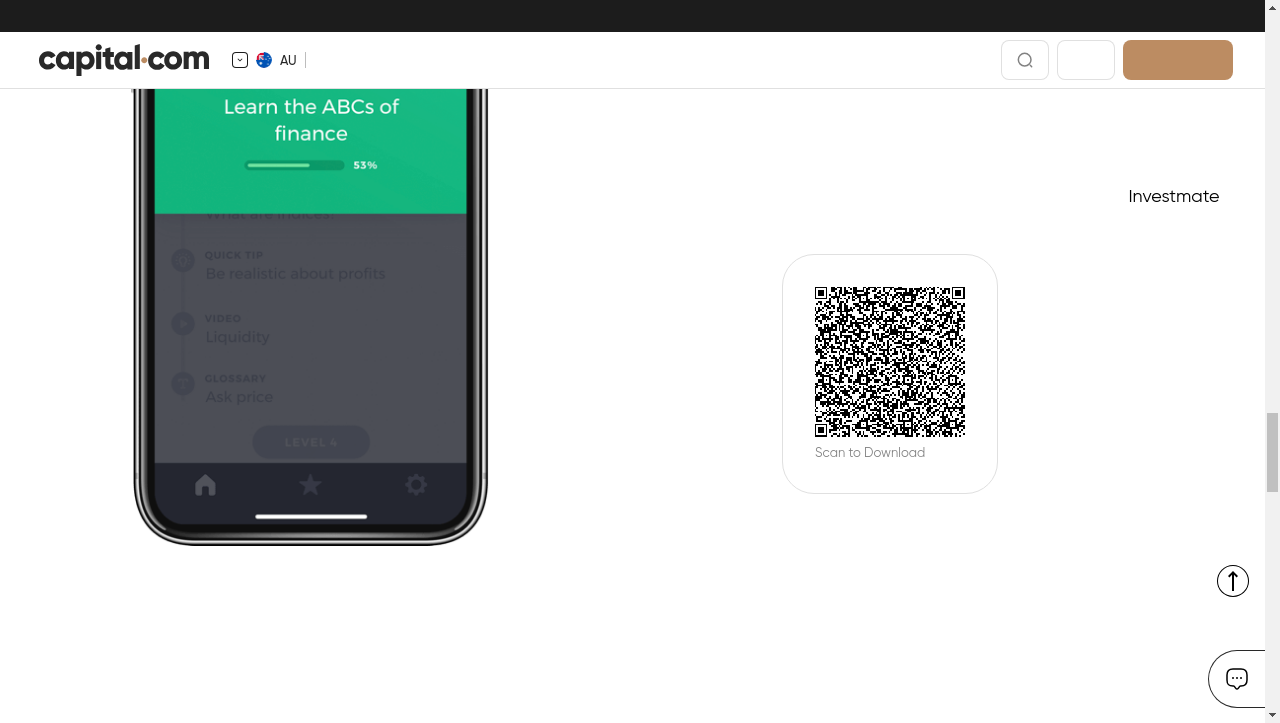 capital.com
AU
Learn the ABCs of
finance
53%
Investmate
What are indices?
QUICK TIP
Be realistic about profits
VIDEO
Liquidity
GLOSSARY
Ask price
LEVEL 4
Scan to Download